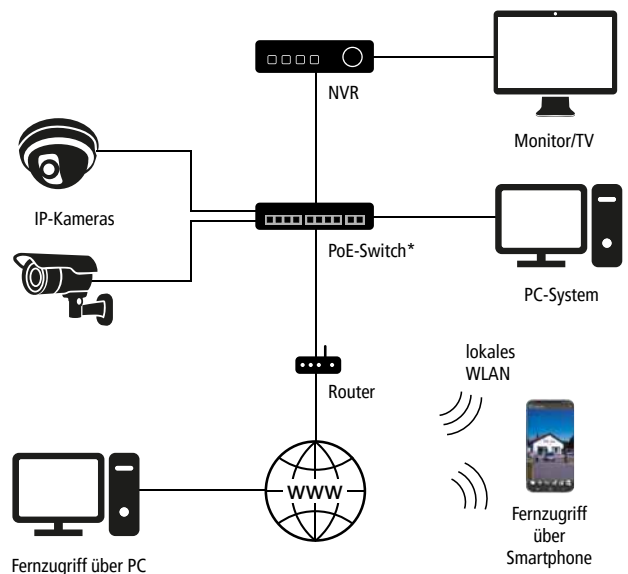 NVR
Monitor/TV
IP-Kameras
PoE-Switch*
PC-System
lokales
WLAN
Router
WWW
Fernzugriff
über
Smartphone
Fernzugriff über PC